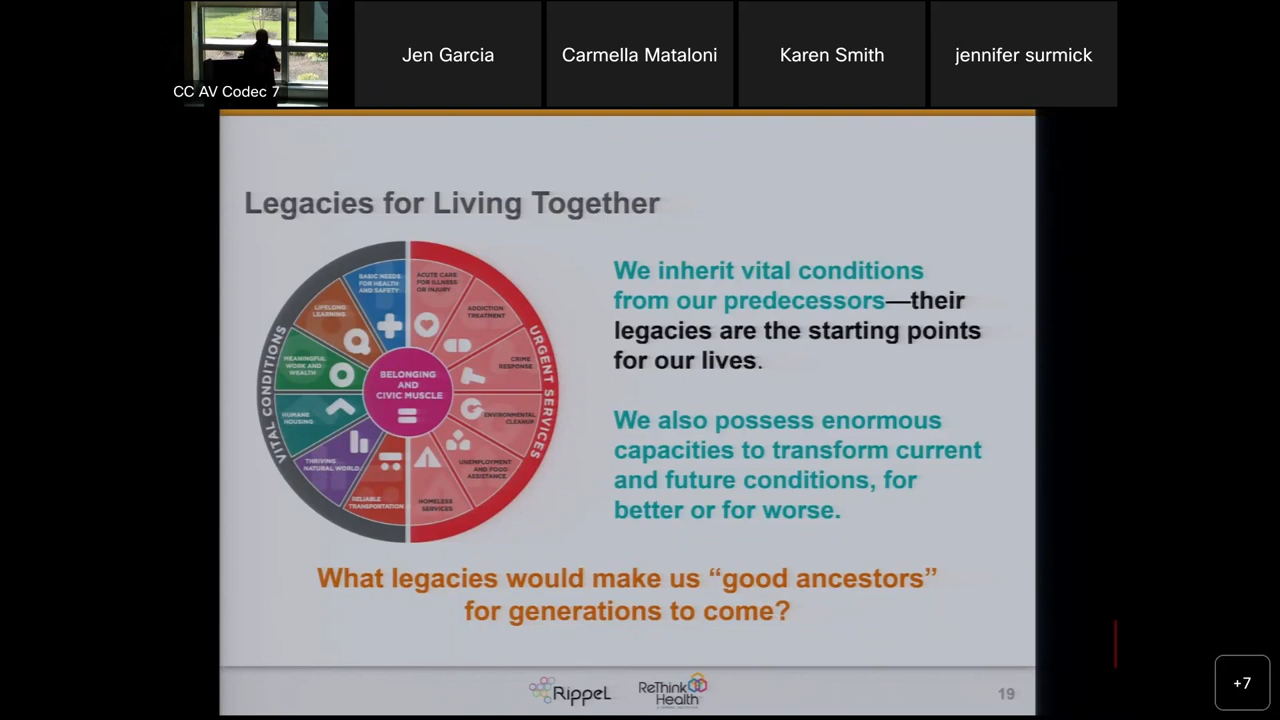 CC AV Codec 7
Jen Garcia
Carmella Mataloni
Karen Smith
jennifer surmick
Legacies for Living Together
VITAL CONDITIONS
BASIC NEEDS
FOR HEALTH
AND SAFETY
LIFELONG
LEARNING
MEANINGFUL
WORK AND
WEALTH
HUMANE
HOUSING
THRIVING
NATURAL WORLD
RELIABLE
TRANSPORTATION
BELONGING
AND
CIVIC MUSCLE
URGENT SERVICES
ACUTE CARE
FOR ILLNESS
OR INJURY
ADDICTION
TREATMENT
CRIME
RESPONSE
ENVIRONMENTAL
CLEANUP
UNEMPLOYMENT
AND FOOD
ASSISTANCE
HOMELESS
SERVICES
We inherit vital conditions
from our predecessors—their
legacies are the starting points
for our lives.
We also possess enormous
capacities to transform current
and future conditions, for
better or for worse.
What legacies would make us “good ancestors”
for generations to come?
RIPPEL
ReThink
Health
19
+7